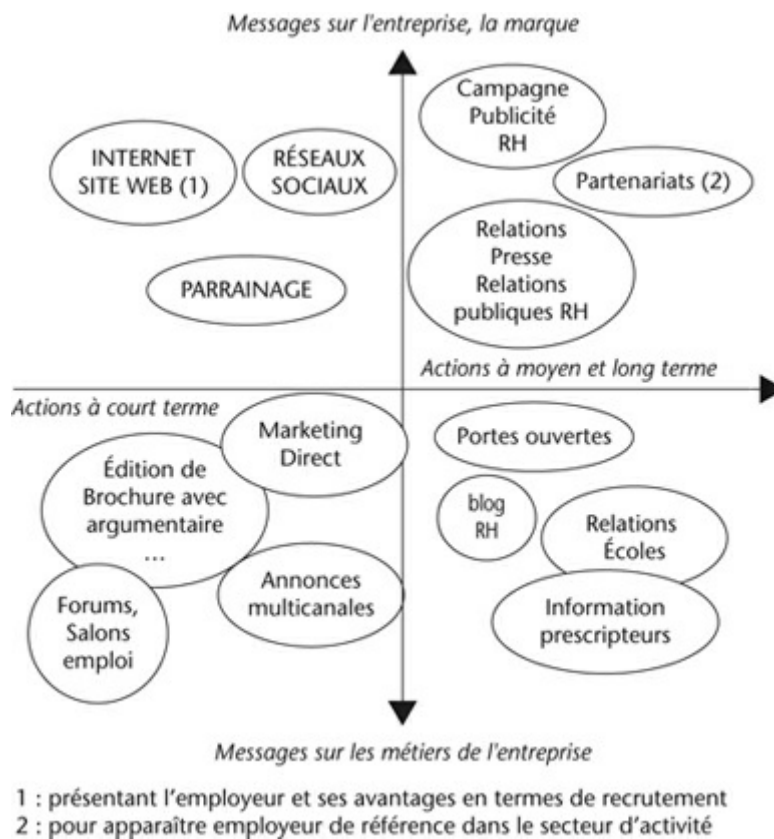 Messages sur l'entreprise, la marque
Campagne
Publicité
RH
INTERNET
SITE WEB (1)
RÉSEAUX
SOCIAUX
Partenariats (2)
PARRAINAGE
Relations
Presse
Relations
publiques RH
Actions à moyen et long terme
Actions à court terme
Marketing
Direct
Portes ouvertes
Édition de
Brochure avec
argumentaire
...
blog
RH
Relations
Écoles
Annonces
multicanales
Forums,
Salons
emploi
Information
prescripteurs
Messages sur les métiers de l'entreprise
1 : présentant l'employeur et ses avantages en termes de recrutement
2 : pour apparaître employeur de référence dans le secteur d'activité